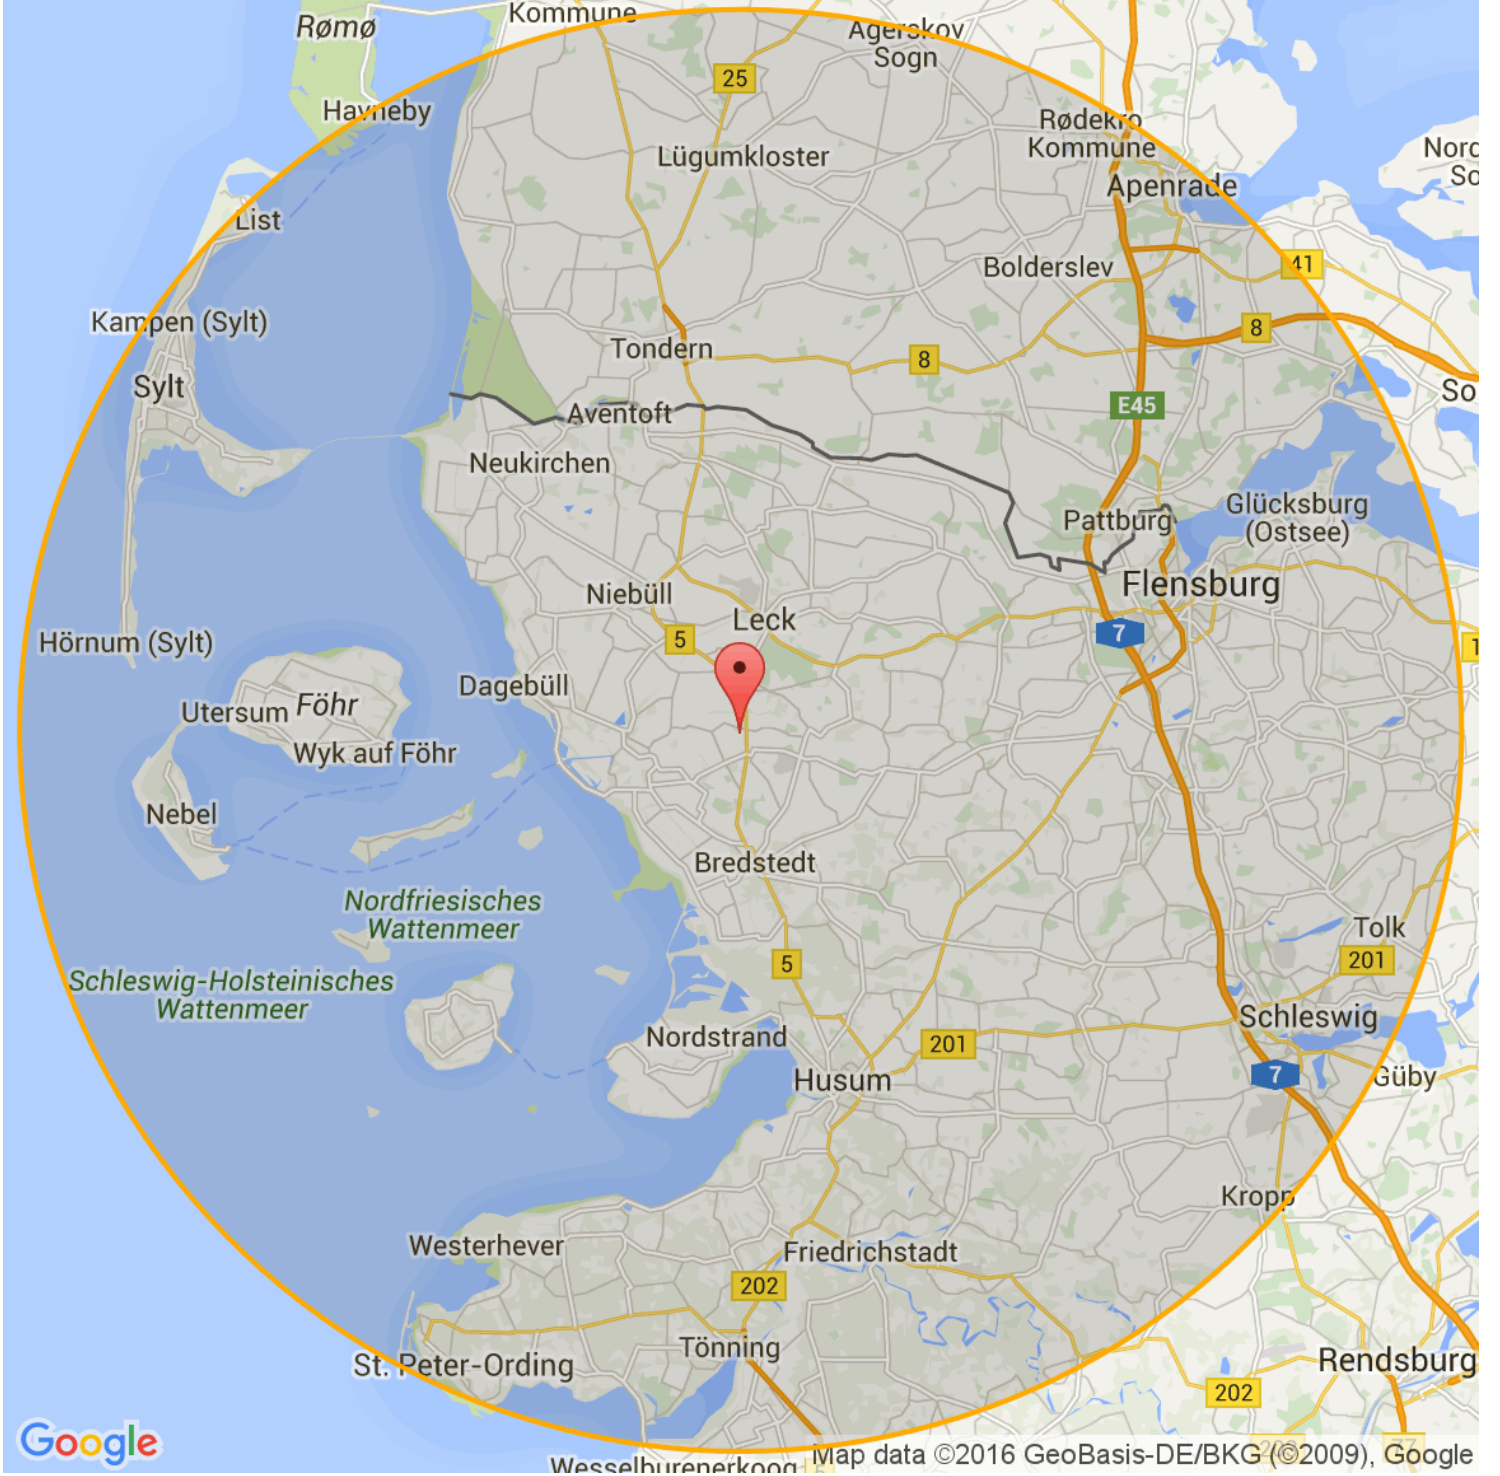 Kommune
Rømø
Agerskov
Sogn
25
Havneby
Rødekro
Kommune
Lügumkloster
Apenrade
List
Bolderslev
41
Kampen (Sylt)
8
Tondern
8
Sylt
E45
Aventoft
Neukirchen
Glücksburg
(Ostsee)
Pattburg
Flensburg
Niebüll
Leck
7
5
Hörnum (Sylt)
Dagebüll
Föhr
Utersum
Wyk auf Föhr
Nebel
Bredstedt
Nordfriesisches
Wattenmeer
Tolk
201
5
Schleswig-Holsteinisches
Wattenmeer
Schleswig
Nordstrand
201
Husum
7
Güby
Kropp
Westerhever
Friedrichstadt
202
Tönning
St. Peter-Ording
Rendsburg
202
Google
Map data ©2016 GeoBasis-DE/BKG (©2009), Google